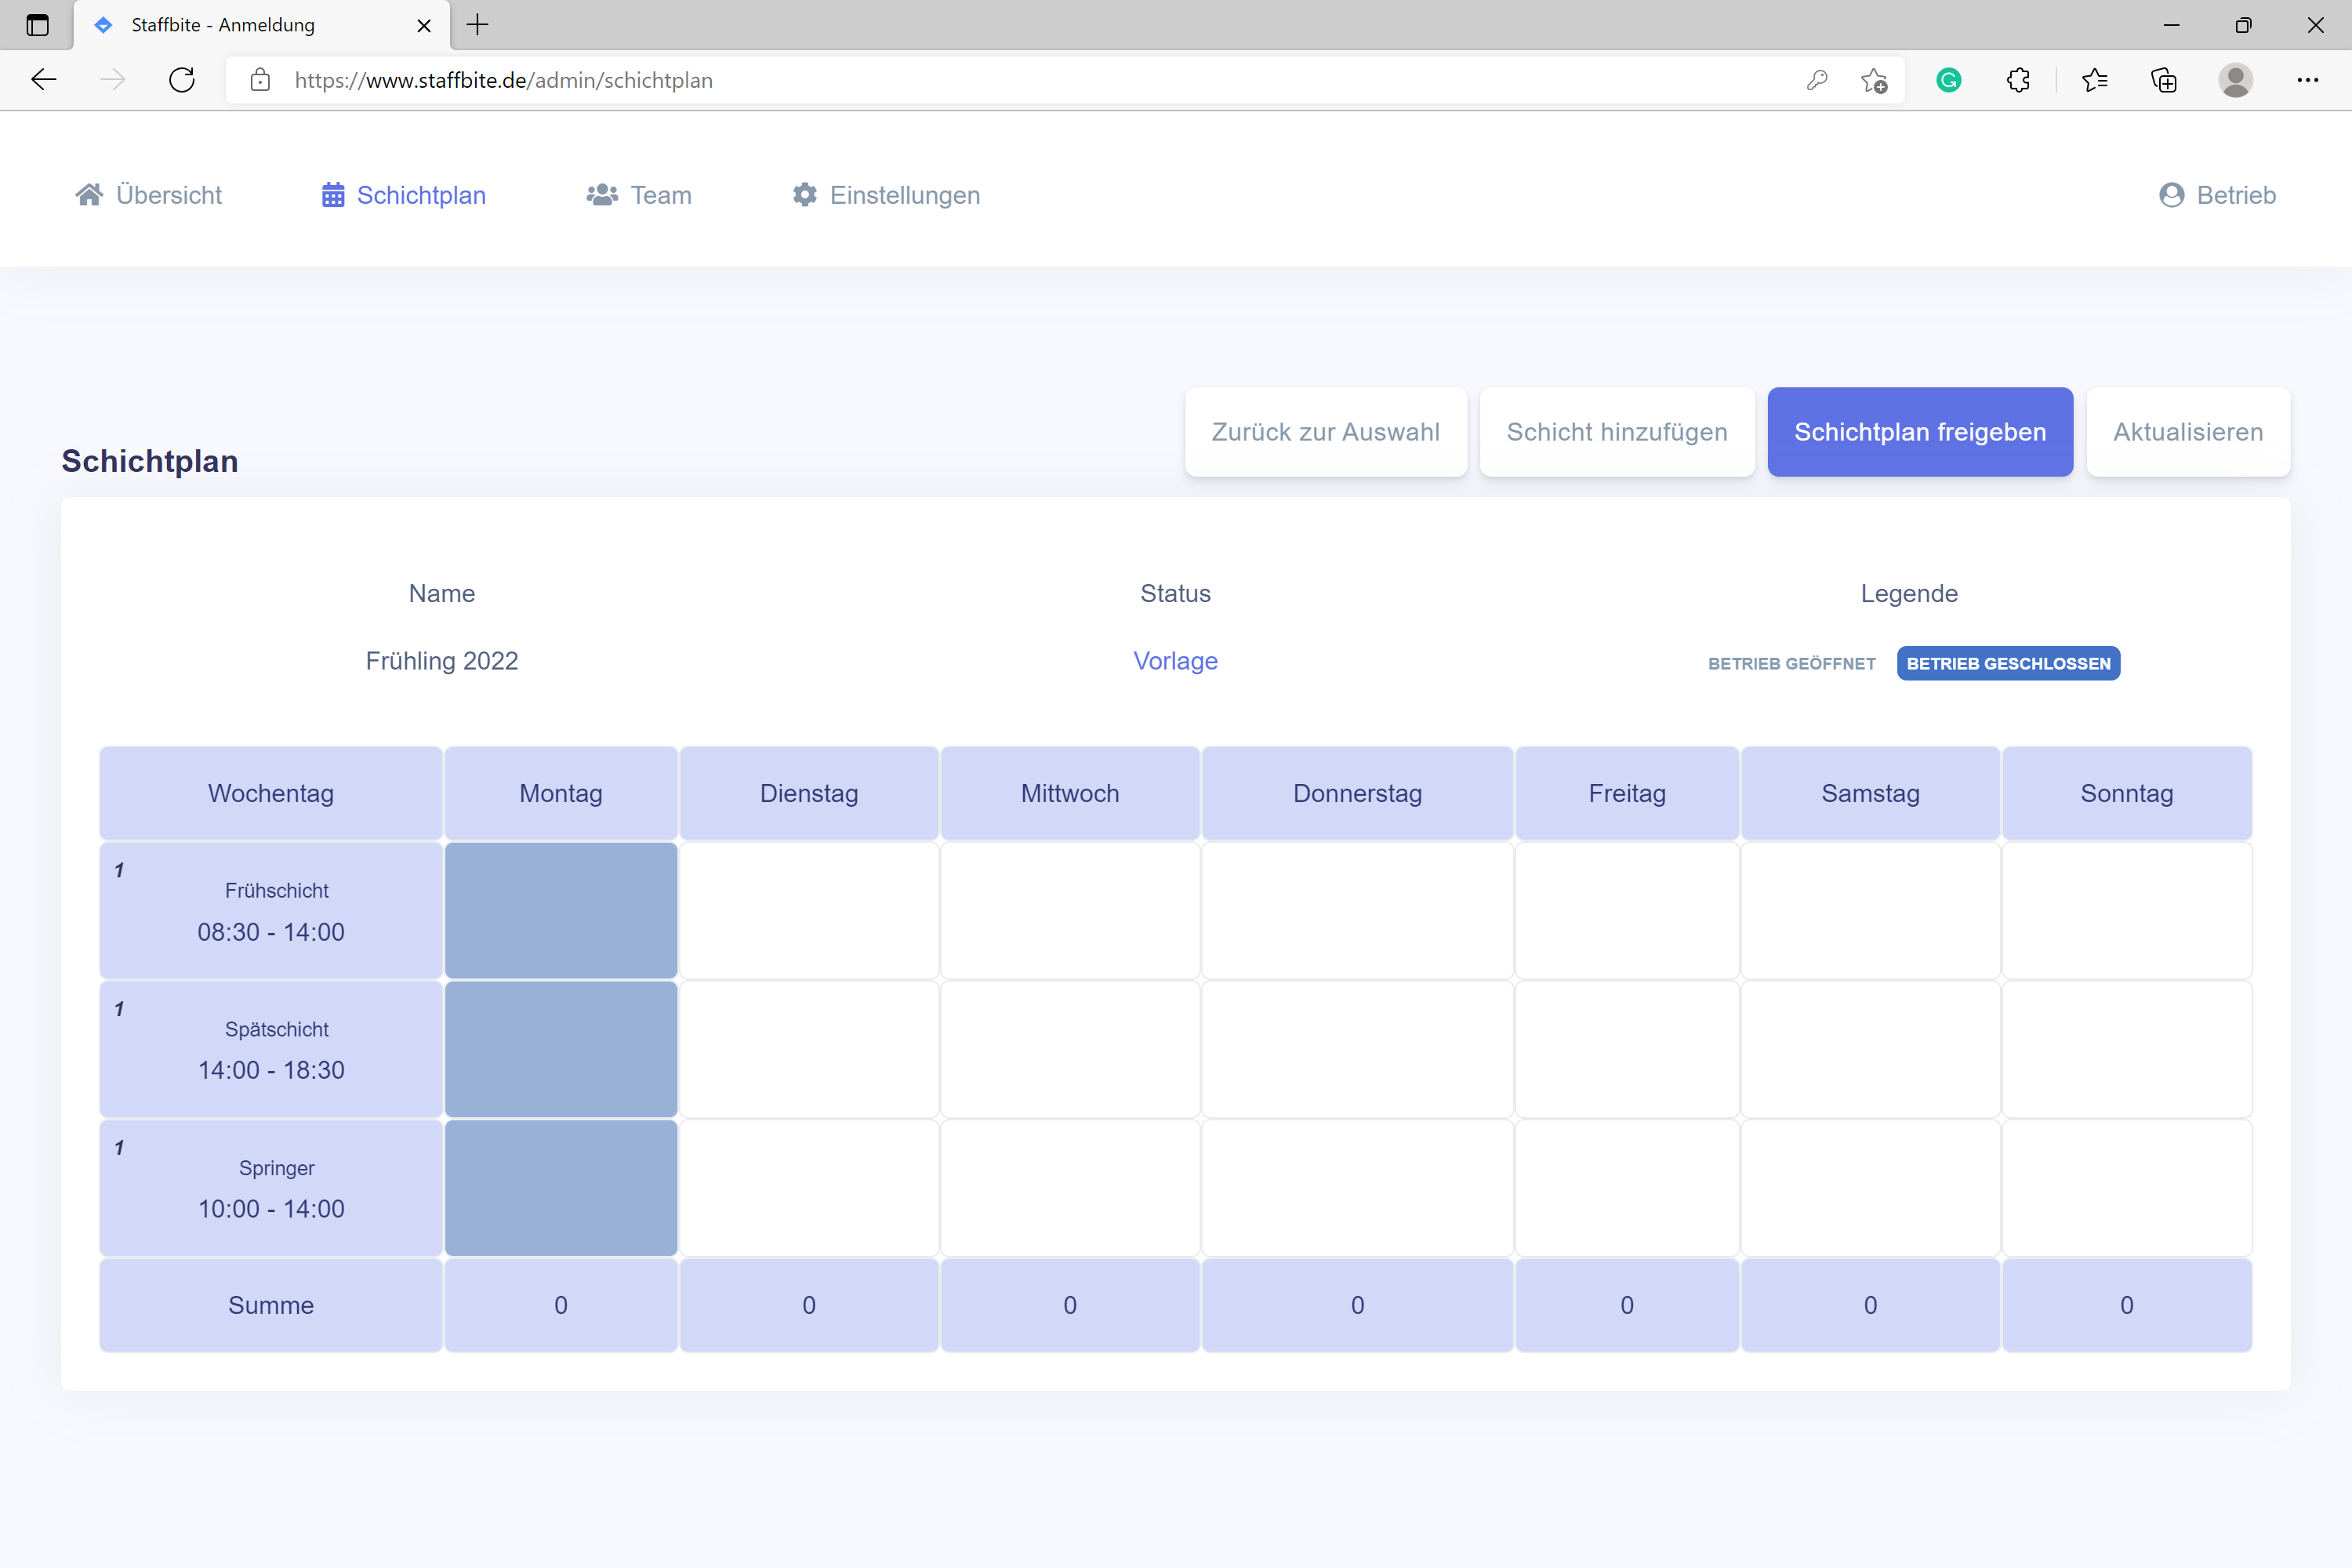 Staffbite - Anmeldung
https://www.staffbite.de/admin/schichtplan
Übersicht
Schichtplan
Team
Einstellungen
Betrieb
Schichtplan
Zurück zur Auswahl
Schicht hinzufügen
Schichtplan freigeben
Aktualisieren
Name
Status
Legende
Frühling 2022
Vorlage
BETRIEB GEÖFFNET
BETRIEB GESCHLOSSEN
Wochentag Montag Dienstag Mittwoch Donnerstag Freitag Samstag Sonntag
1
Frühschicht
08:30 - 14:00
1
Spätschicht
14:00 - 18:30
1
Springer
10:00 - 14:00
Summe 0 0 0 0 0 0 0